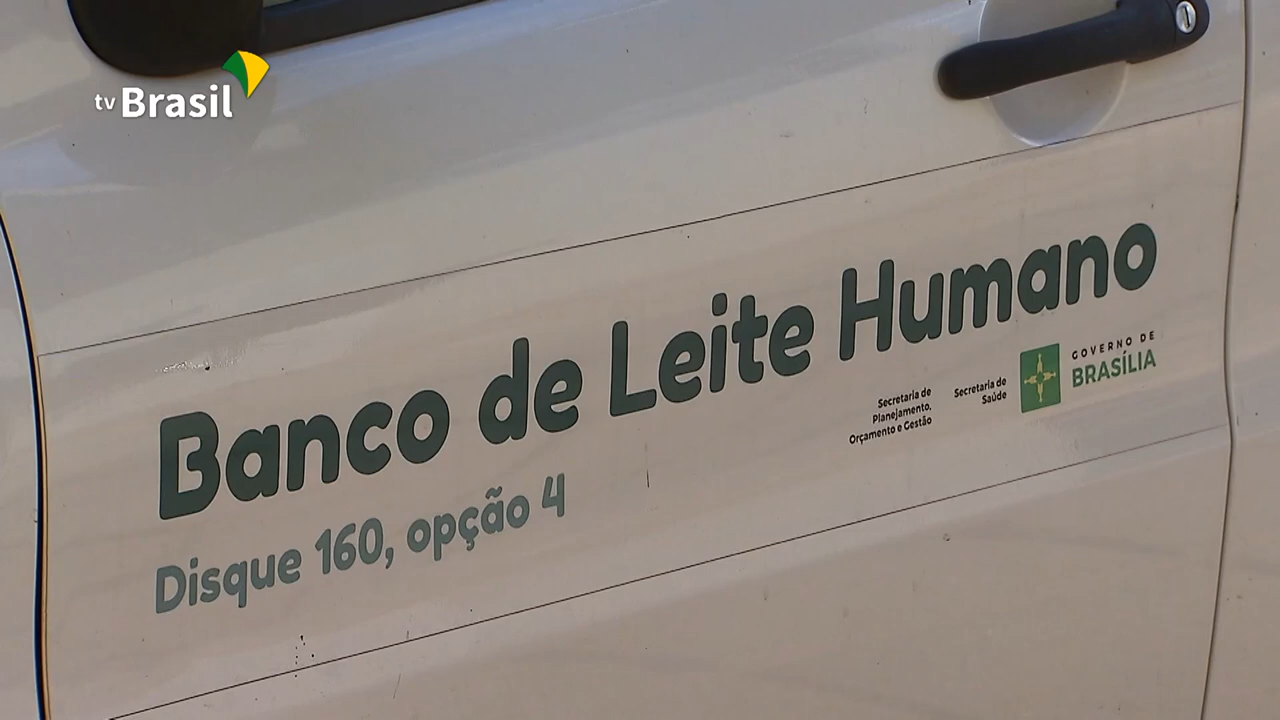 tv Brasil
Banco de Leite Humano
Disque 160, opção 4
Secretaria de
Planejamento,
Orçamento e Gestão
Secretaria de
Saúde
GOVERNO DE
BRASÍLIA